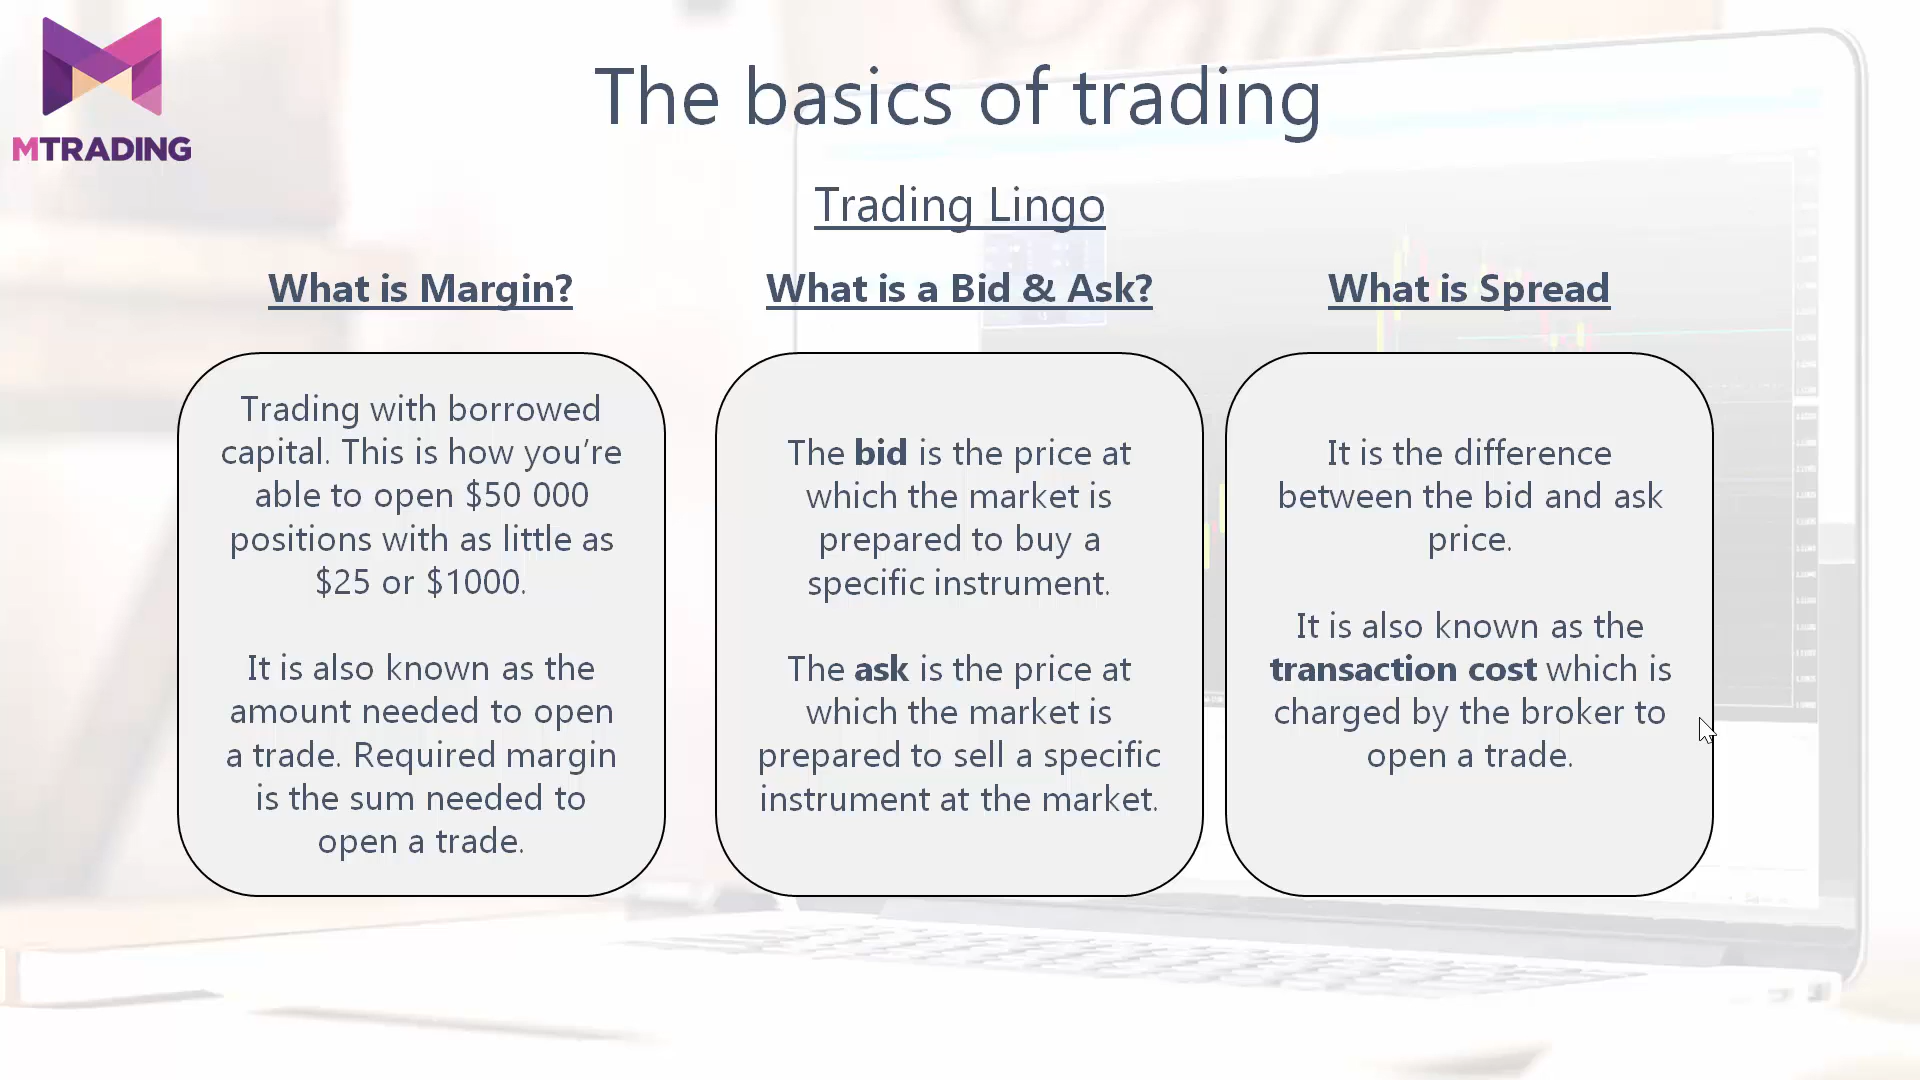 MTRADING
The basics of trading
Trading Lingo
What is Margin?
Trading with borrowed
capital. This is how you’re
able to open $50 000
positions with as little as
$25 or $1000.
It is also known as the
amount needed to open
a trade. Required margin
is the sum needed to
open a trade.
What is a Bid & Ask?
The bid is the price at
which the market is
prepared to buy a
specific instrument.
The ask is the price at
which the market is
prepared to sell a specific
instrument at the market.
What is Spread
It is the difference
between the bid and ask
price.
It is also known as the
transaction cost which is
charged by the broker to
open a trade.